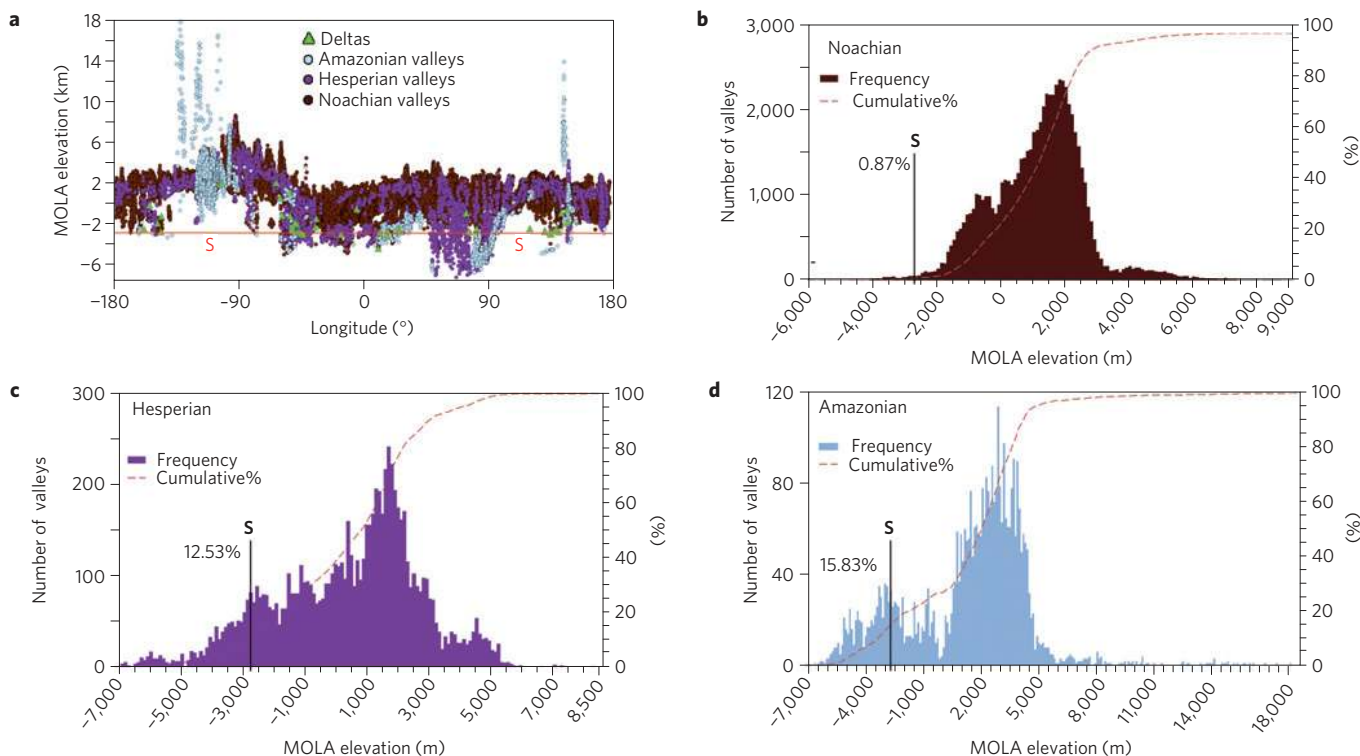 a
18
14
10
6
2
−2
−6
MOLA elevation (km)
Deltas
Amazonian valleys
Hesperian valleys
Noachian valleys
S
S
−180
−90
0
90
180
Longitude (°)
b
3,000
2,000
1,000
0
Number of valleys
Noachian
Frequency
Cumulative%
S
0.87%
100
80
60
40
20
0
(%)
−6,000
−4,000
−2,000
0
2,000
4,000
6,000
8,000
9,000
MOLA elevation (m)
c
300
200
100
0
Number of valleys
Hesperian
Frequency
Cumulative%
S
12.53%
100
80
60
40
20
0
(%)
−7,000
−5,000
−3,000
−1,000
1,000
3,000
5,000
7,000
8,500
MOLA elevation (m)
d
120
80
40
0
Number of valleys
Amazonian
Frequency
Cumulative%
S
15.83%
100
80
60
40
20
0
(%)
−7,000
−4,000
−1,000
2,000
5,000
8,000
11,000
14,000
18,000
MOLA elevation (m)